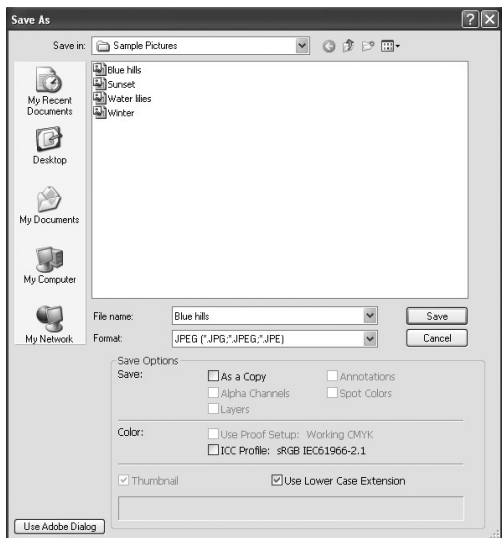 Save As
Save in: Sample Pictures
My Recent Documents
Desktop
My Documents
My Computer
My Network
Blue hills
Sunset
Water lilies
Winter
File name: Blue hills Save
Format: JPEG (*.JPG;*.JPEG;*.JPE) Cancel
Save Options
Save: As a Copy Annotations
Alpha Channels Spot Colors
Layers
Color: Use Proof Setup: Working CMYK
ICC Profile: sRGB IEC61966-2.1
Thumbnail Use Lower Case Extension
Use Adobe Dialog